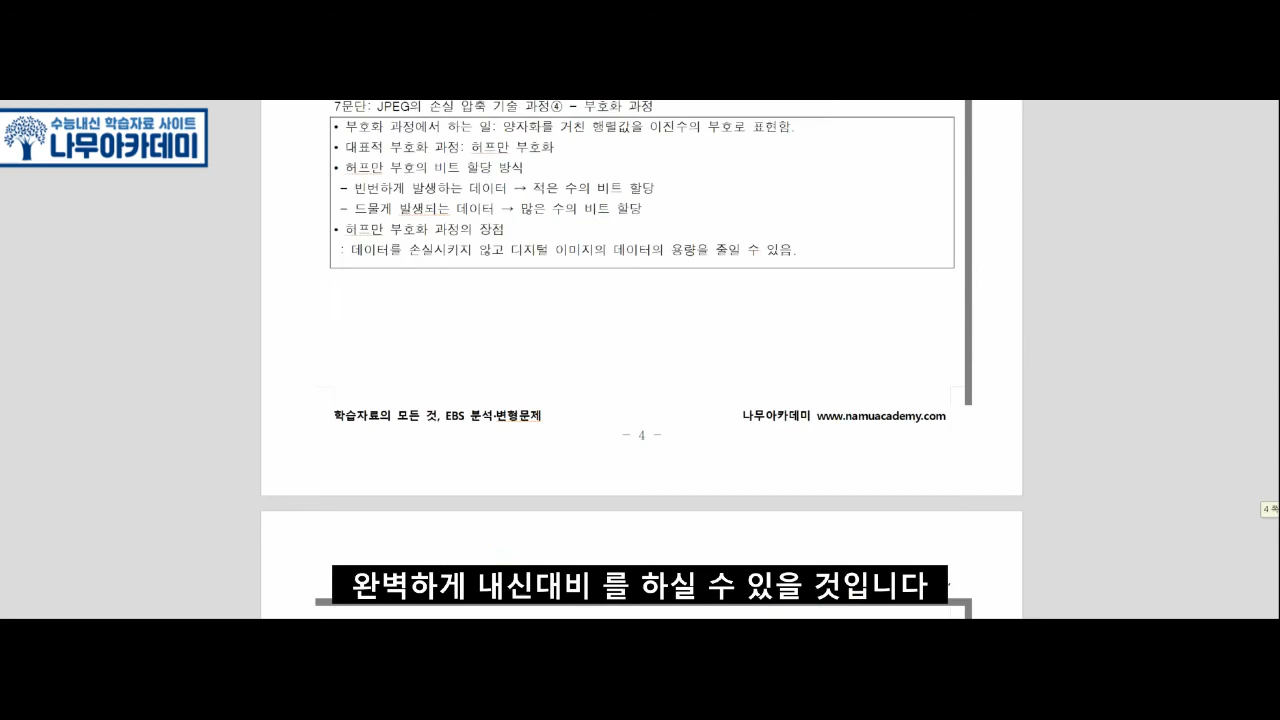 7문단: JPEG의 손실 압축 기술 과정④ - 부호화 과정
수능내신 학습자료 사이트
나무아카데미
• 부호화 과정에서 하는 일: 양자화를 거친 행렬값을 이진수의 부호로 표현함.
• 대표적 부호화 과정: 허프만 부호화
• 허프만 부호의 비트 할당 방식
- 빈번하게 발생하는 데이터 → 적은 수의 비트 할당
- 드물게 발생되는 데이터 → 많은 수의 비트 할당
• 허프만 부호화 과정의 장점
: 데이터를 손실시키지 않고 디지털 이미지의 데이터의 용량을 줄일 수 있음.
학습자료의 모든 것, EBS 분석·변형문제
나무아카데미 www.namuacademy.com
- 4 -
4 쪽
완벽하게 내신대비 를 하실 수 있을 것입니다